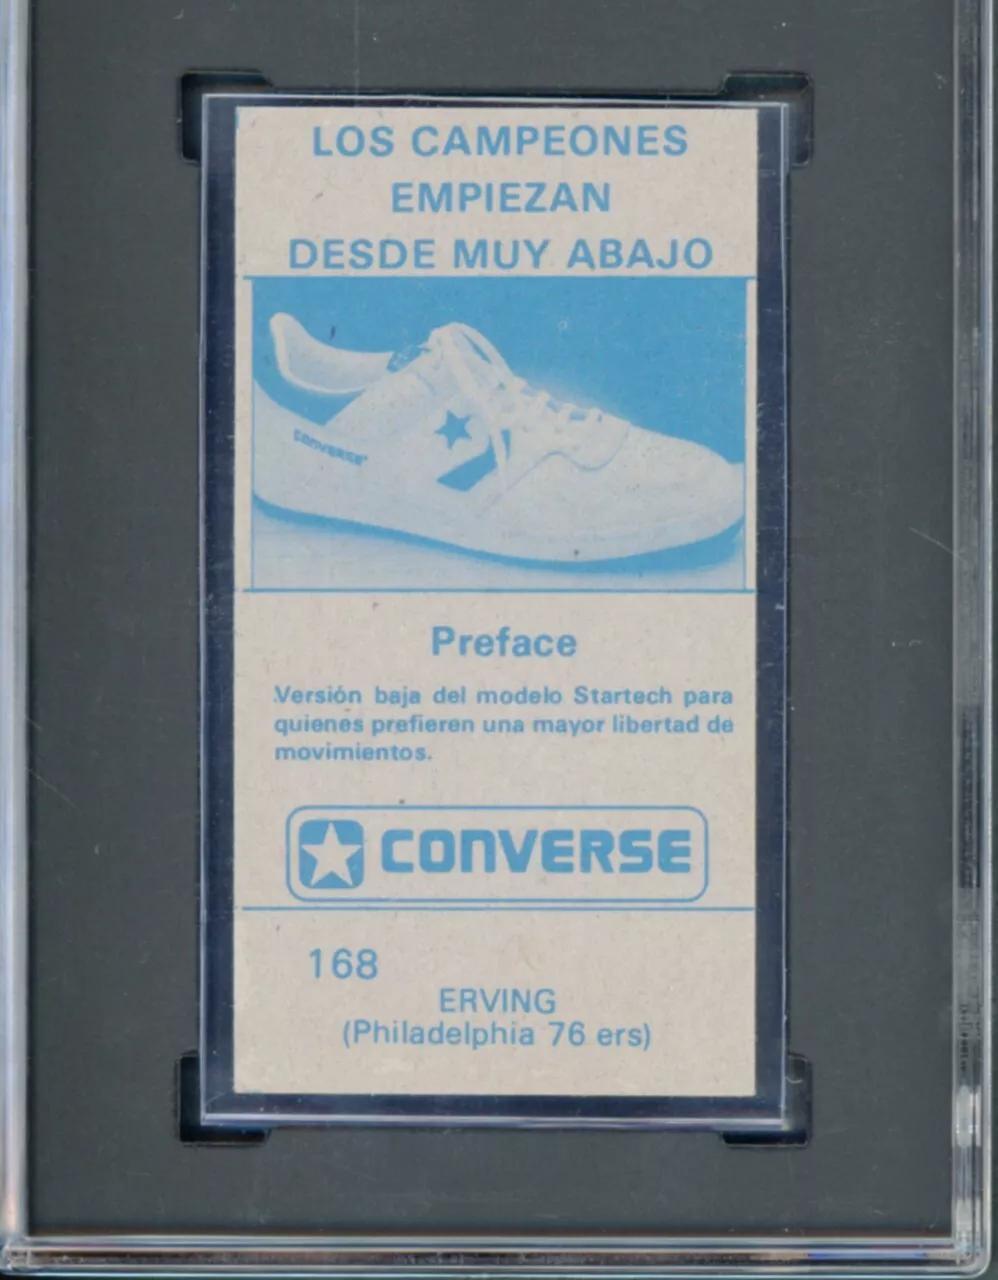 LOS CAMPEONES
EMPIEZAN
DESDE MUY ABAJO
CONVERSE
Preface
Versión baja del modelo Startech para
quienes prefieren una mayor libertad de
movimientos.
CONVERSE
168
ERVING
(Philadelphia 76 ers)